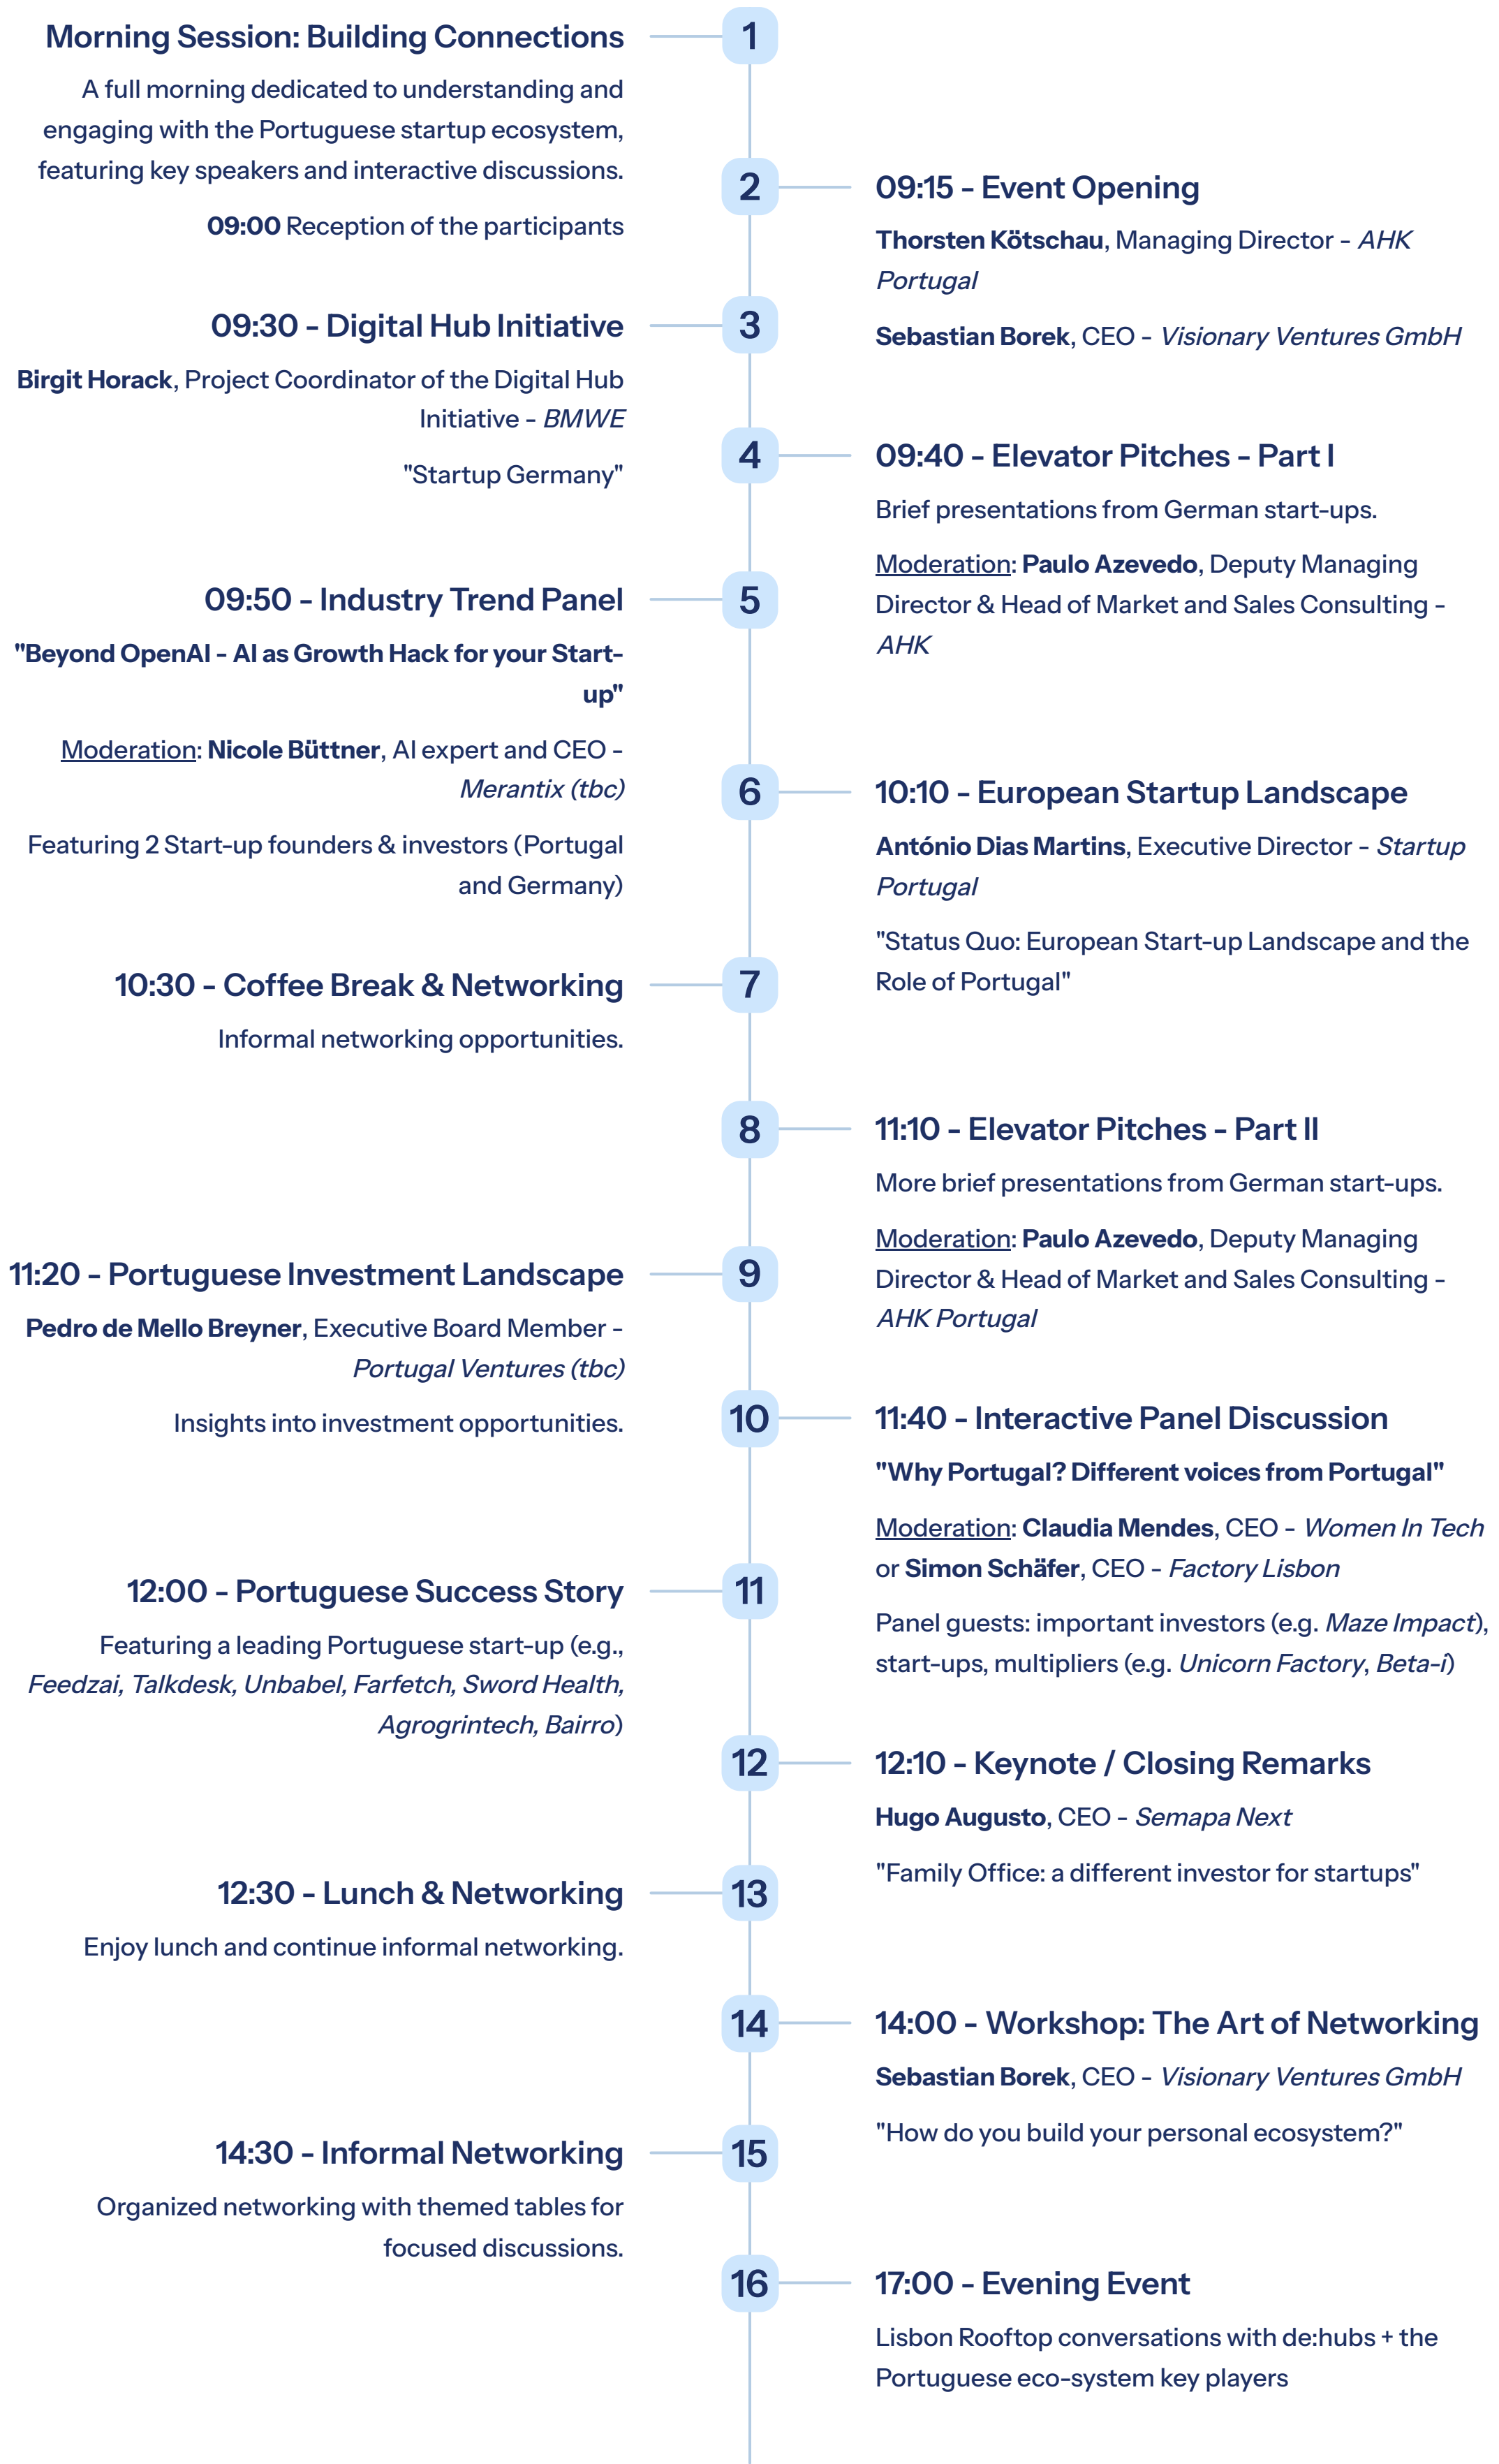 Morning Session: Building Connections
A full morning dedicated to understanding and
engaging with the Portuguese startup ecosystem,
featuring key speakers and interactive discussions.
09:00 Reception of the participants
1
2
09:15 - Event Opening
Thorsten Kötschau, Managing Director - AHK
Portugal
Sebastian Borek, CEO - Visionary Ventures GmbH
09:30 - Digital Hub Initiative
Birgit Horack, Project Coordinator of the Digital Hub
Initiative - BMWE
"Startup Germany"
3
4
09:40 - Elevator Pitches - Part I
Brief presentations from German start-ups.
Moderation: Paulo Azevedo, Deputy Managing
Director & Head of Market and Sales Consulting -
AHK
09:50 - Industry Trend Panel
"Beyond OpenAI - AI as Growth Hack for your Start-
up"
Moderation: Nicole Büttner, AI expert and CEO -
Merantix (tbc)
Featuring 2 Start-up founders & investors (Portugal
and Germany)
5
6
10:10 - European Startup Landscape
António Dias Martins, Executive Director - Startup
Portugal
"Status Quo: European Start-up Landscape and the
Role of Portugal"
10:30 - Coffee Break & Networking
Informal networking opportunities.
7
8
11:10 - Elevator Pitches - Part II
More brief presentations from German start-ups.
Moderation: Paulo Azevedo, Deputy Managing
Director & Head of Market and Sales Consulting -
AHK Portugal
11:20 - Portuguese Investment Landscape
Pedro de Mello Breyner, Executive Board Member -
Portugal Ventures (tbc)
Insights into investment opportunities.
9
10
11:40 - Interactive Panel Discussion
"Why Portugal? Different voices from Portugal"
Moderation: Claudia Mendes, CEO - Women In Tech
or Simon Schäfer, CEO - Factory Lisbon
Panel guests: important investors (e.g. Maze Impact),
start-ups, multipliers (e.g. Unicorn Factory, Beta-i)
12:00 - Portuguese Success Story
Featuring a leading Portuguese start-up (e.g.,
Feedzai, Talkdesk, Unbabel, Farfetch, Sword Health,
Agrogrintech, Bairro)
11
12
12:10 - Keynote / Closing Remarks
Hugo Augusto, CEO - Semapa Next
"Family Office: a different investor for startups"
12:30 - Lunch & Networking
Enjoy lunch and continue informal networking.
13
14
14:00 - Workshop: The Art of Networking
Sebastian Borek, CEO - Visionary Ventures GmbH
"How do you build your personal ecosystem?"
14:30 - Informal Networking
Organized networking with themed tables for
focused discussions.
15
16
17:00 - Evening Event
Lisbon Rooftop conversations with de:hubs + the
Portuguese eco-system key players